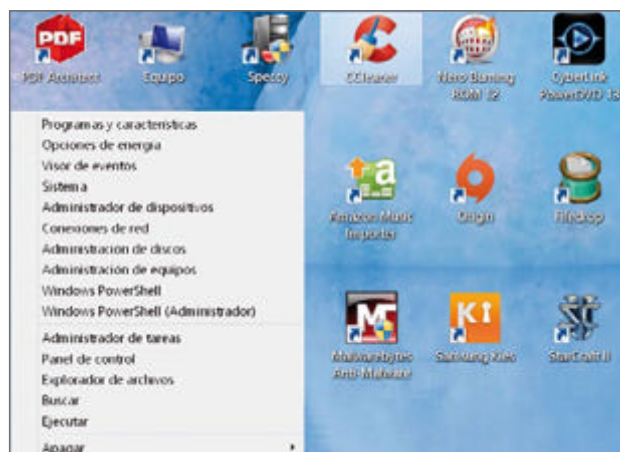 PDF
PDF Architect
Equipo
Speccy
CCleaner
Nero Burning
ROM 12
CyberLink
PowerDVD 13
Programas y características
Opciones de energía
Visor de eventos
Sistema
Administrador de dispositivos
Conexiones de red
Administración de discos
Administración de equipos
Windows PowerShell
Windows PowerShell (Administrador)
Administrador de tareas
Panel de control
Explorador de archivos
Buscar
Ejecutar
Apagar
a
Amazon Music
Importer
Origin
Filedrop
M
Malwarebytes
Anti-Malware
Ki
Samsung Kies
StarCraft II